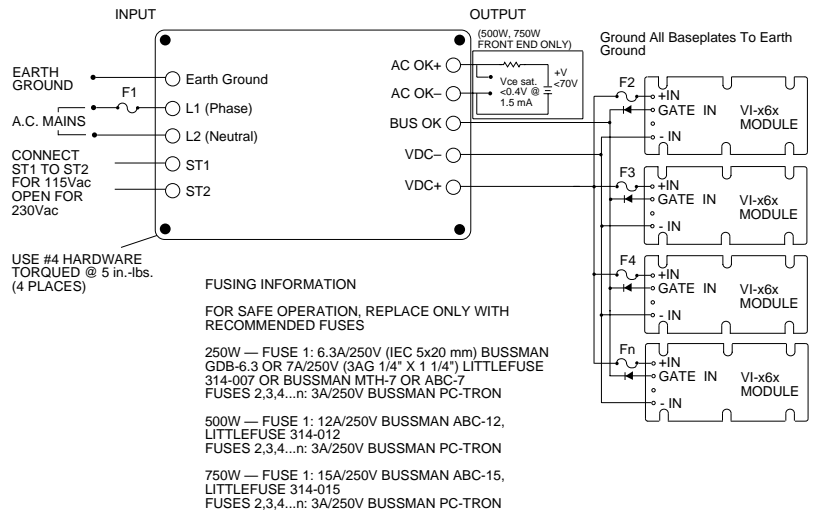 INPUT
OUTPUT
(500W, 750W
FRONT END ONLY)
Ground All Baseplates To Earth
Ground
EARTH
GROUND
Earth Ground
F1
A.C. MAINS
L1 (Phase)
L2 (Neutral)
CONNECT
ST1 TO ST2
FOR 115Vac
OPEN FOR
230Vac
ST1
ST2
AC OK+
AC OK–
BUS OK
VDC–
VDC+
Vce sat.
<0.4V @
1.5 mA
+V
<70V
F2
+IN
GATE IN
- IN
VI-x6x
MODULE
F3
+IN
GATE IN
- IN
VI-x6x
MODULE
F4
+IN
GATE IN
- IN
VI-x6x
MODULE
Fn
+IN
GATE IN
- IN
VI-x6x
MODULE
USE #4 HARDWARE
TORQUED @ 5 in.-lbs.
(4 PLACES)
FUSING INFORMATION
FOR SAFE OPERATION, REPLACE ONLY WITH
RECOMMENDED FUSES
250W — FUSE 1: 6.3A/250V (IEC 5x20 mm) BUSSMAN
GDB-6.3 OR 7A/250V (3AG 1/4" X 1 1/4") LITTLEFUSE
314-007 OR BUSSMAN MTH-7 OR ABC-7
FUSES 2,3,4...n: 3A/250V BUSSMAN PC-TRON
500W — FUSE 1: 12A/250V BUSSMAN ABC-12,
LITTLEFUSE 314-012
FUSES 2,3,4...n: 3A/250V BUSSMAN PC-TRON
750W — FUSE 1: 15A/250V BUSSMAN ABC-15,
LITTLEFUSE 314-015
FUSES 2,3,4...n: 3A/250V BUSSMAN PC-TRON